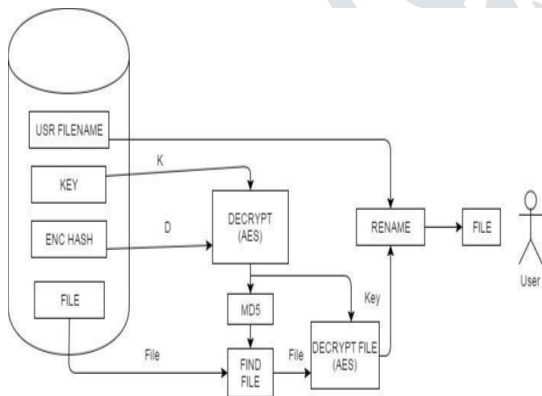 USR FILENAME
K
KEY
DECRYPT
(AES)
RENAME
FILE
D
ENC HASH
User
FILE
MD5
Key
File
FIND
FILE
File
DECRYPT FILE
(AES)